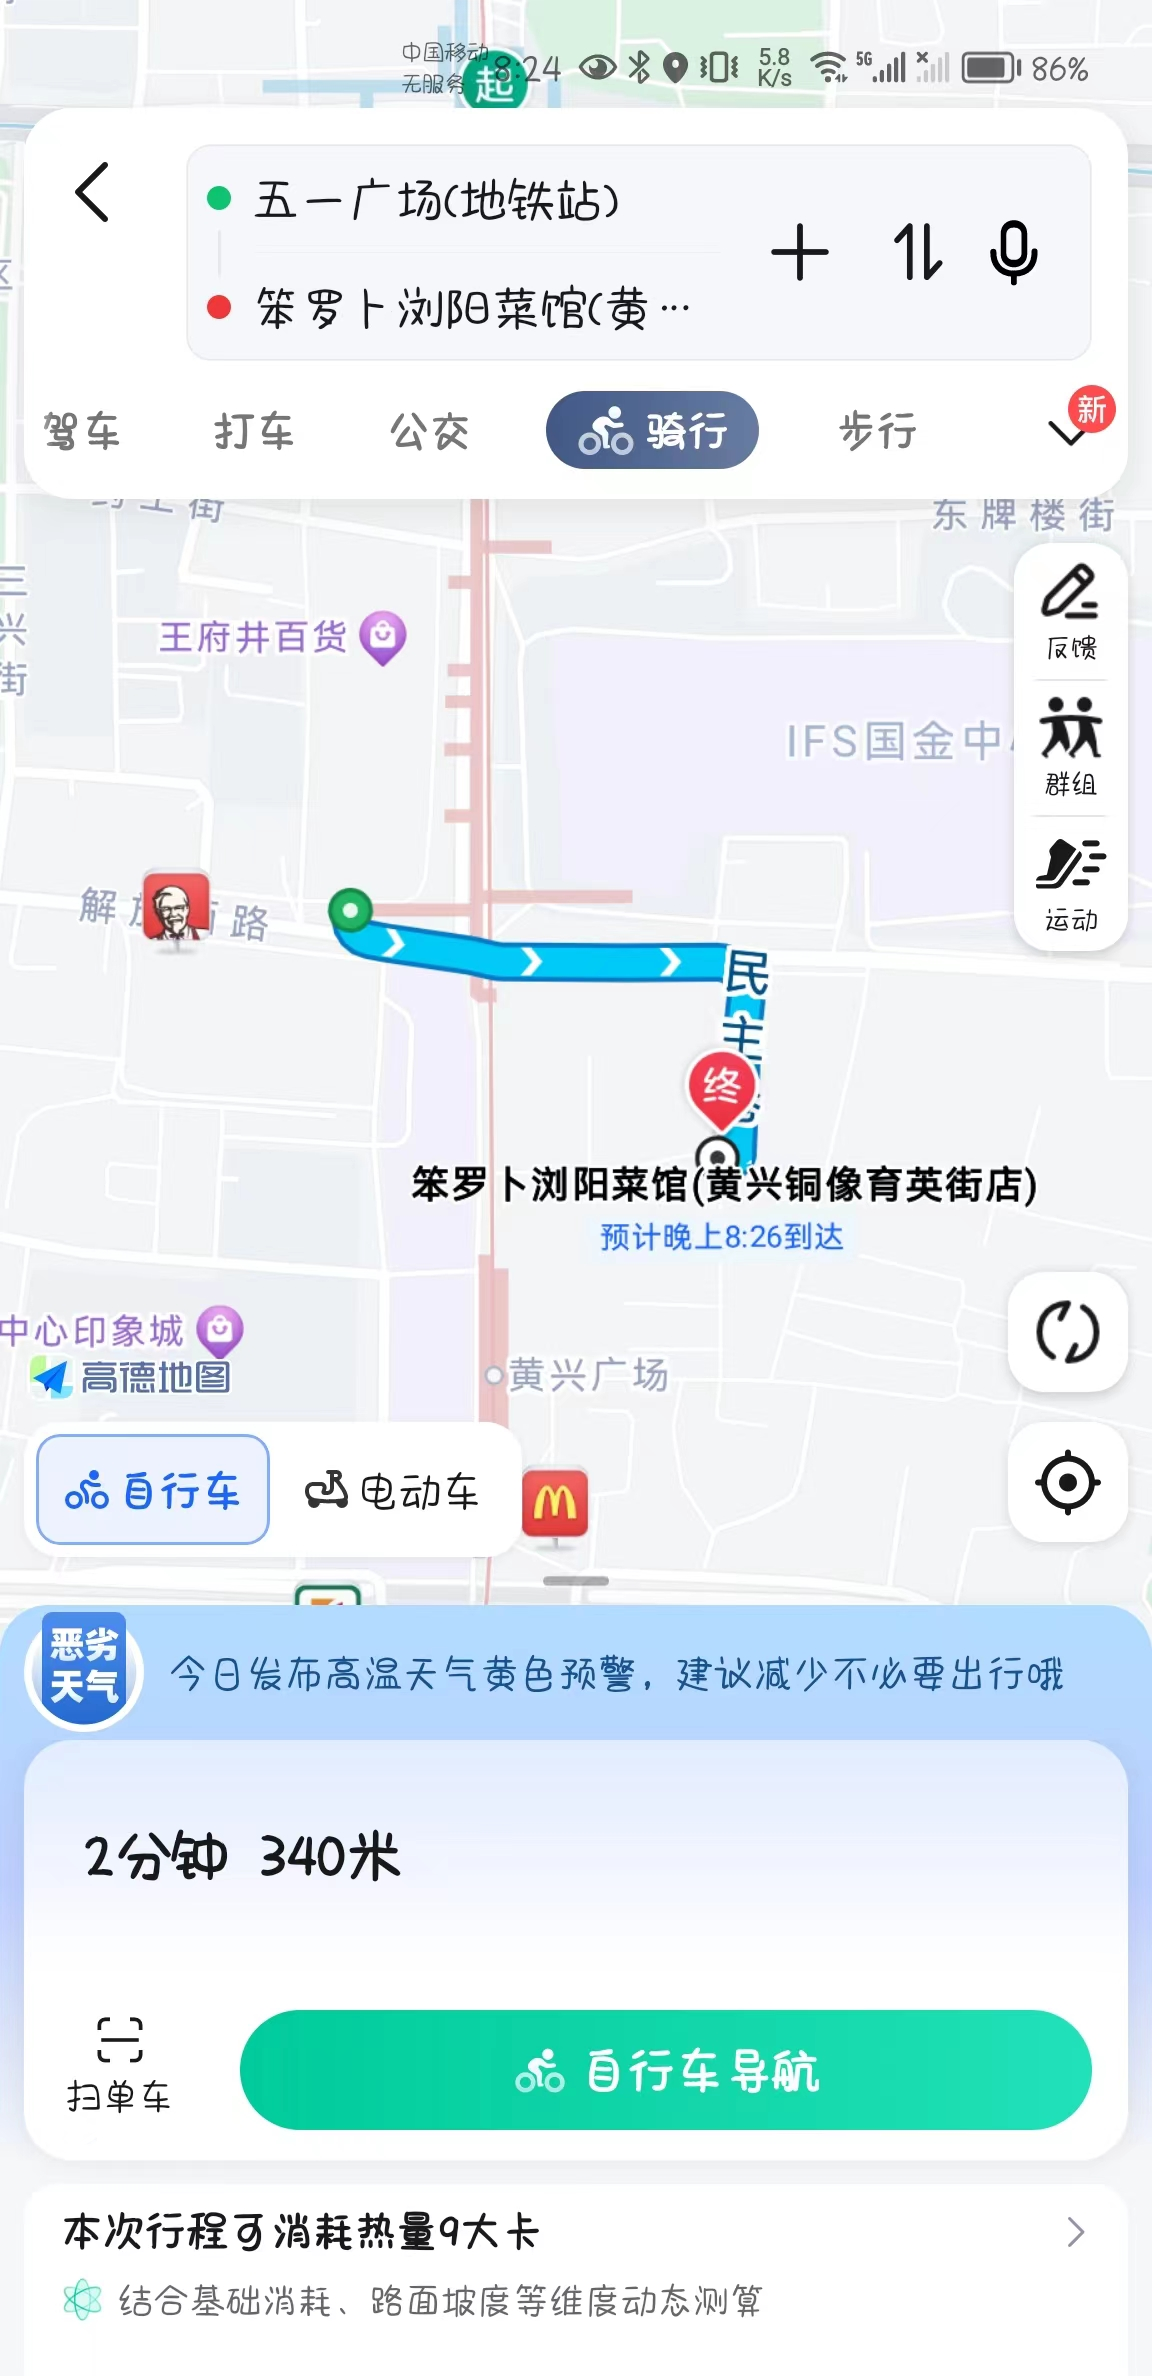 中国移动
无服务
8:24
5.8
K/s
5G
86%
起
五一广场(地铁站)
笨罗卜浏阳菜馆(黄…
驾车
打车
公交
骑行
步行
新
东牌楼街
三兴街
王府井百货
IFS国金中
反馈
群组
运动
解
路
民主
终
笨罗卜浏阳菜馆(黄兴铜像育英街店)
预计晚上8:26到达
中心印象城
高德地图
黄兴广场
自行车
电动车
恶劣
天气
今日发布高温天气黄色预警，建议减少不必要出行哦
2分钟 340米
扫单车
自行车导航
本次行程可消耗热量9大卡
结合基础消耗、路面坡度等维度动态测算